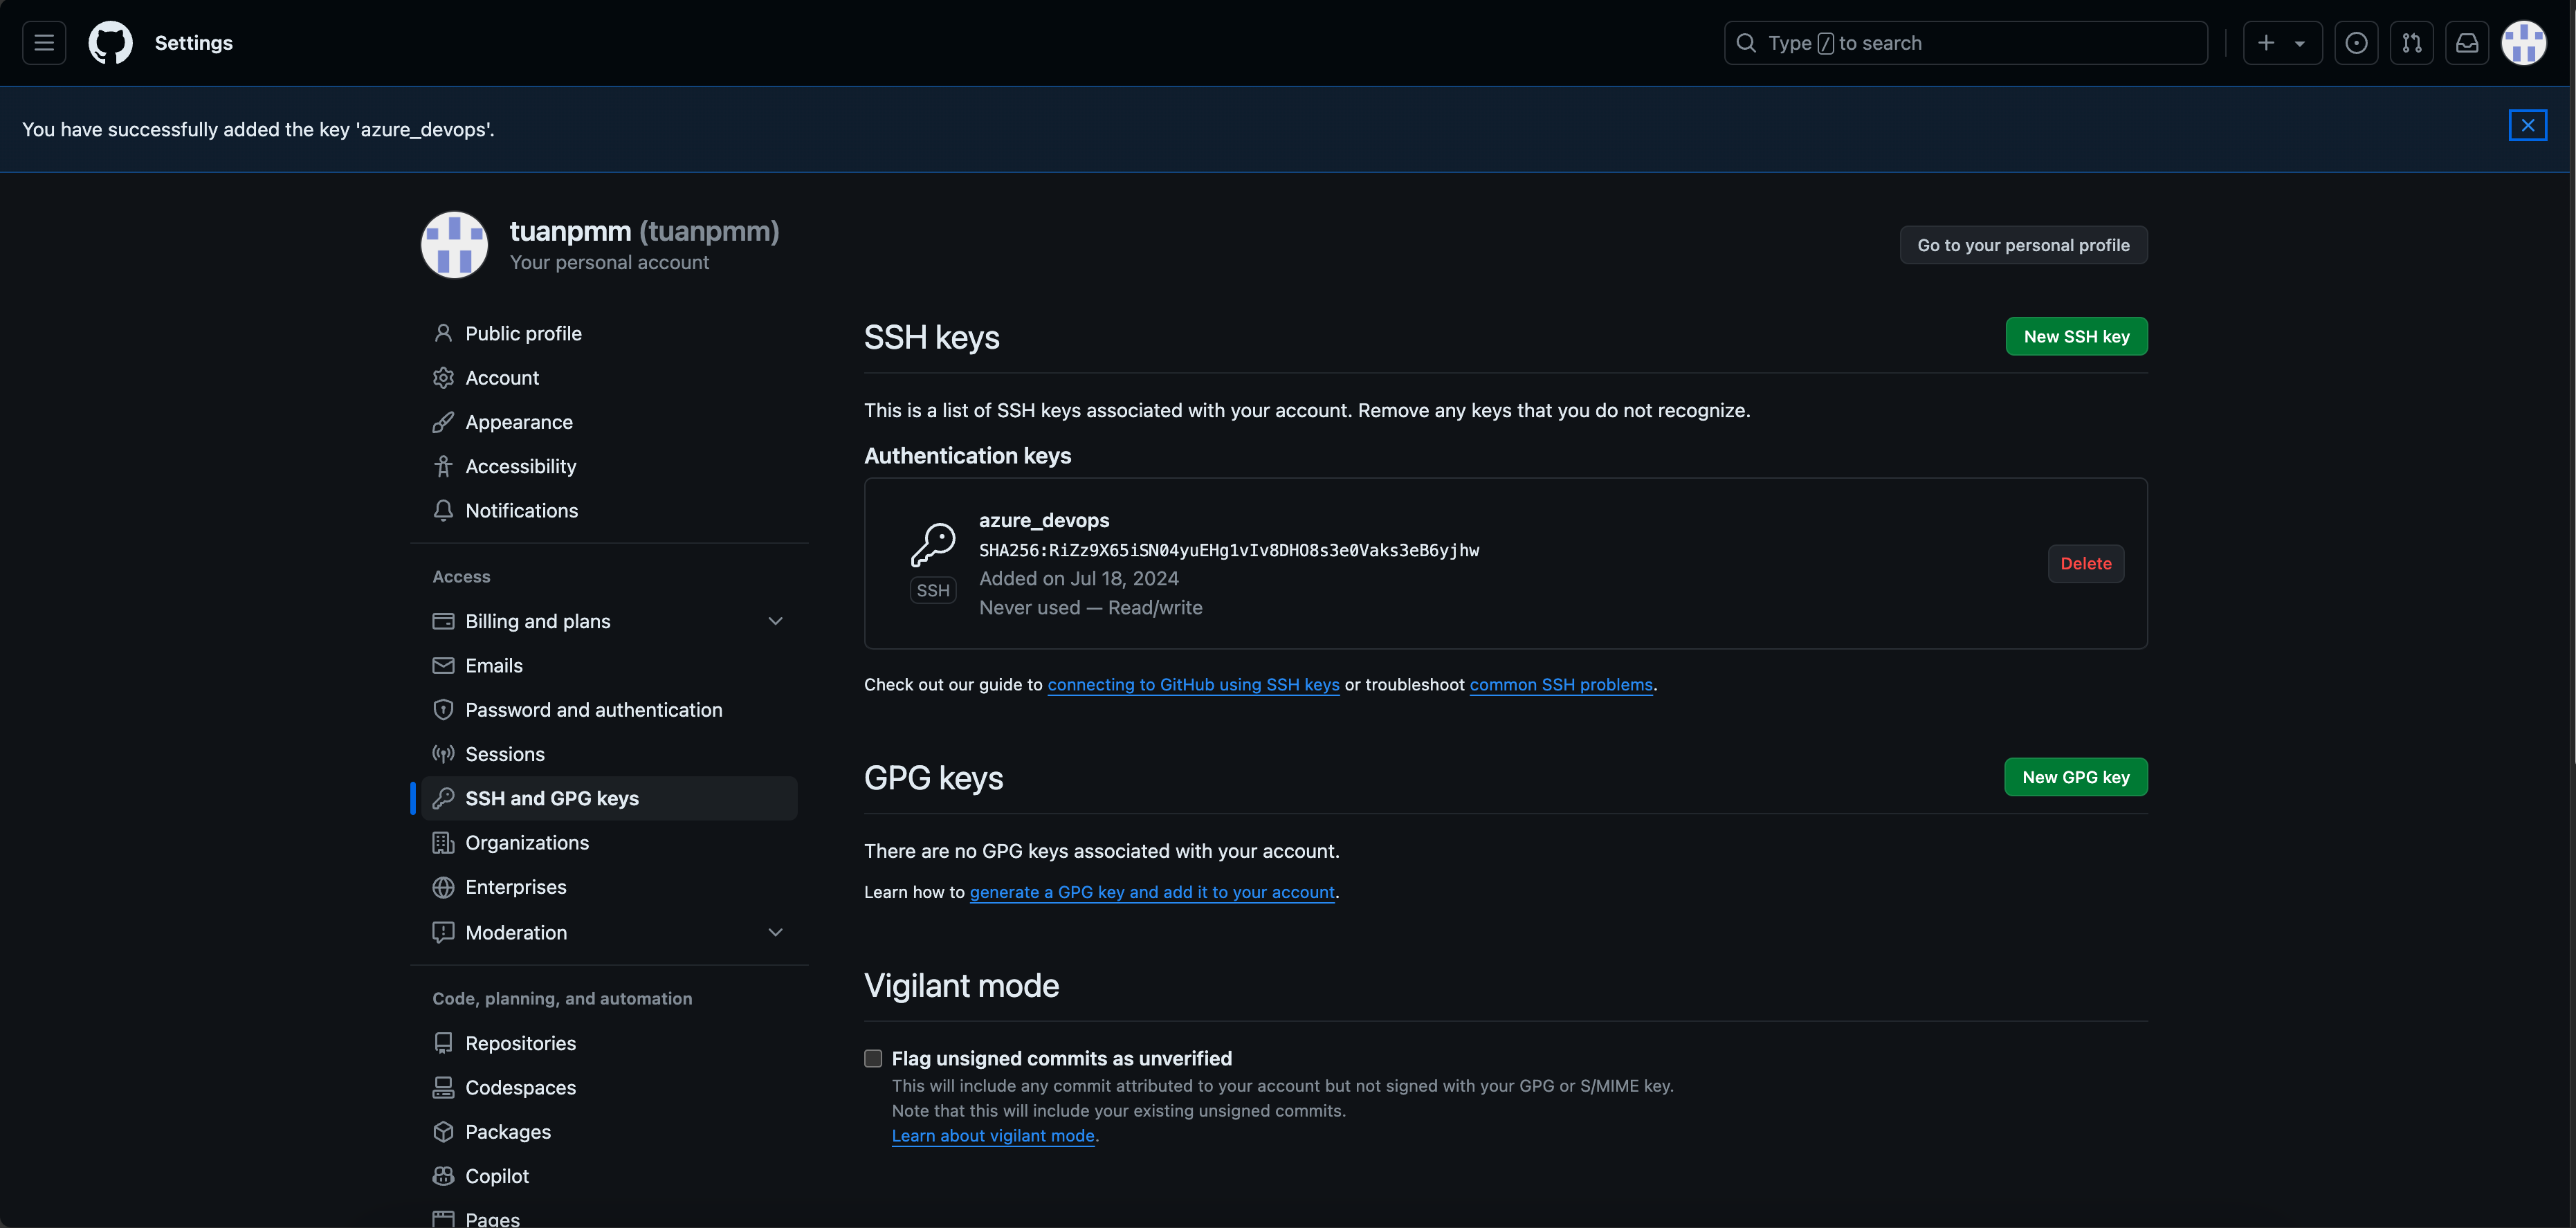 Settings
Type / to search
You have successfully added the key 'azure_devops'.
tuanpmm (tuanpmm)
Your personal account
Go to your personal profile
Public profile
Account
Appearance
Accessibility
Notifications
Access
Billing and plans
Emails
Password and authentication
Sessions
SSH and GPG keys
Organizations
Enterprises
Moderation
Code, planning, and automation
Repositories
Codespaces
Packages
Copilot
Pages
SSH keys
New SSH key
This is a list of SSH keys associated with your account. Remove any keys that you do not recognize.
Authentication keys
azure_devops
SHA256:RiZz9X65iSN04yuEHg1vIv8DHO8s3e0Vaks3eB6yjhw
Added on Jul 18, 2024
Never used — Read/write
SSH
Delete
Check out our guide to connecting to GitHub using SSH keys or troubleshoot common SSH problems.
GPG keys
New GPG key
There are no GPG keys associated with your account.
Learn how to generate a GPG key and add it to your account.
Vigilant mode
Flag unsigned commits as unverified
This will include any commit attributed to your account but not signed with your GPG or S/MIME key.
Note that this will include your existing unsigned commits.
Learn about vigilant mode.